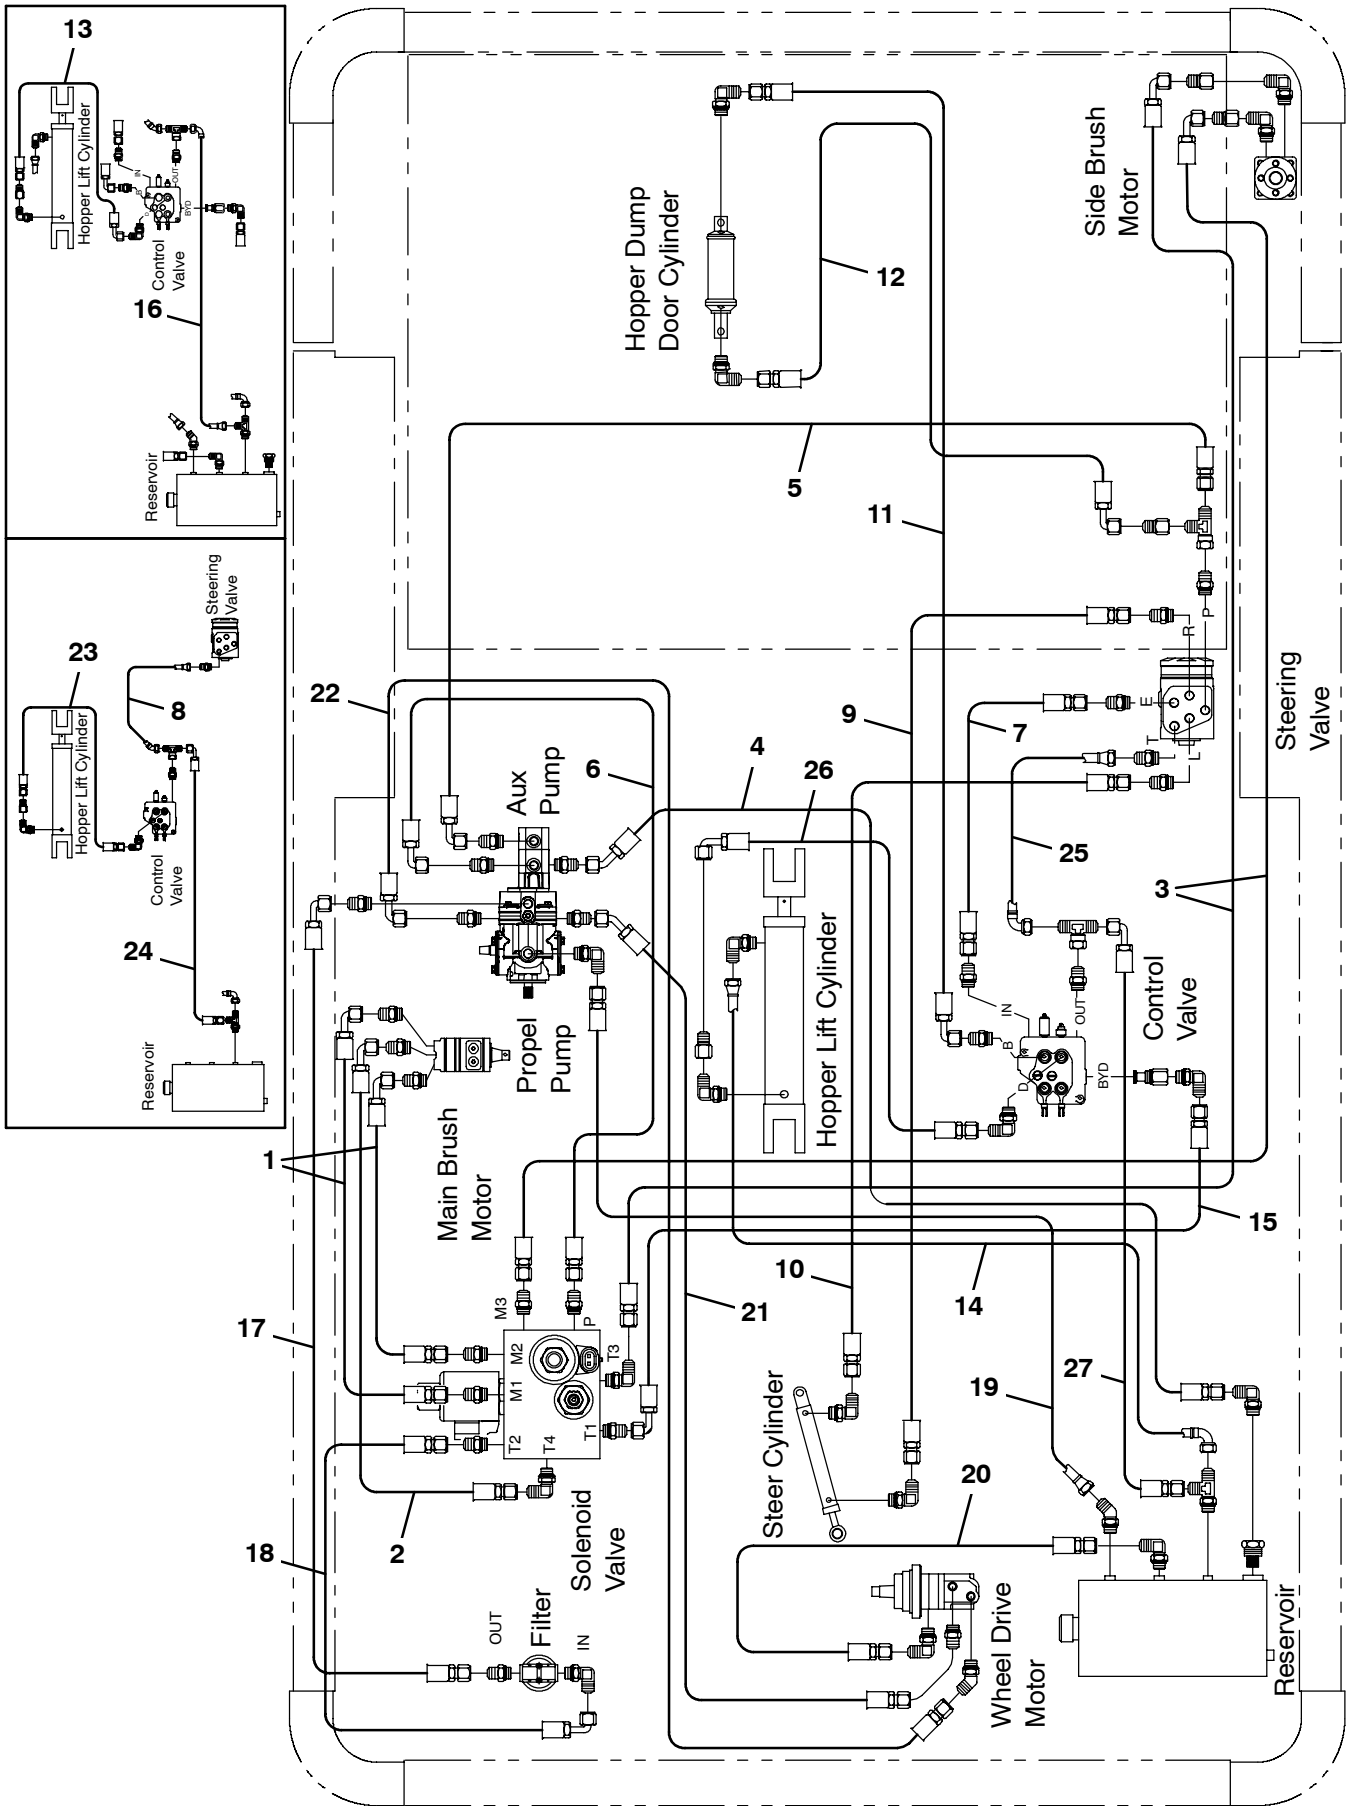 13
Hopper Lift Cylinder
IN
OUT
B
D
BYD
Control
Valve
16
Reservoir
23
Hopper Lift Cylinder
8
Steering
Valve
Control
Valve
24
Reservoir
Hopper Dump
Door Cylinder
12
Side Brush
Motor
5
11
22
6
4
26
9
7
25
3
Aux
Pump
Propel
Pump
Hopper Lift Cylinder
R
P
E
T
L
Steering
Valve
IN
OUT
B
D
BYD
Control
Valve
1
Main Brush
Motor
15
14
10
21
17
M3
P
M2
M1
T3
T2
T4
T1
27
19
2
18
Solenoid
Valve
Steer Cylinder
20
OUT
Filter
IN
Wheel Drive
Motor
Reservoir